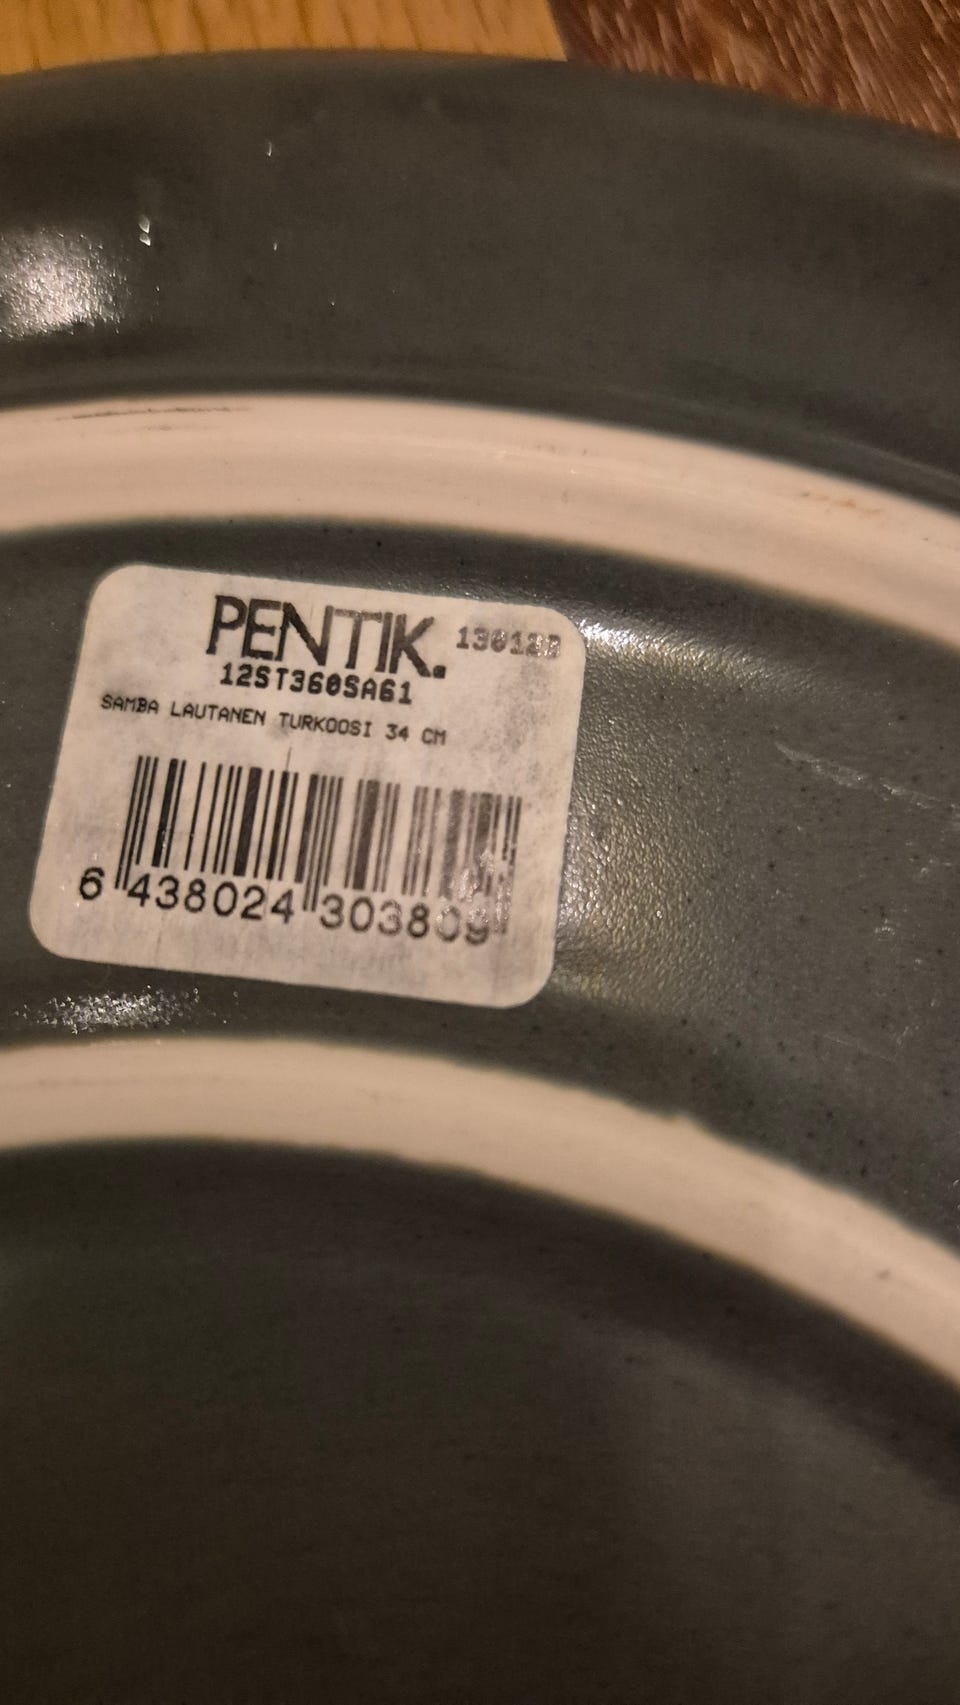 PENTIK.
12ST360SA61
SAMBA LAUTANEN TURKOOSI 34 CM
6 438024 303809